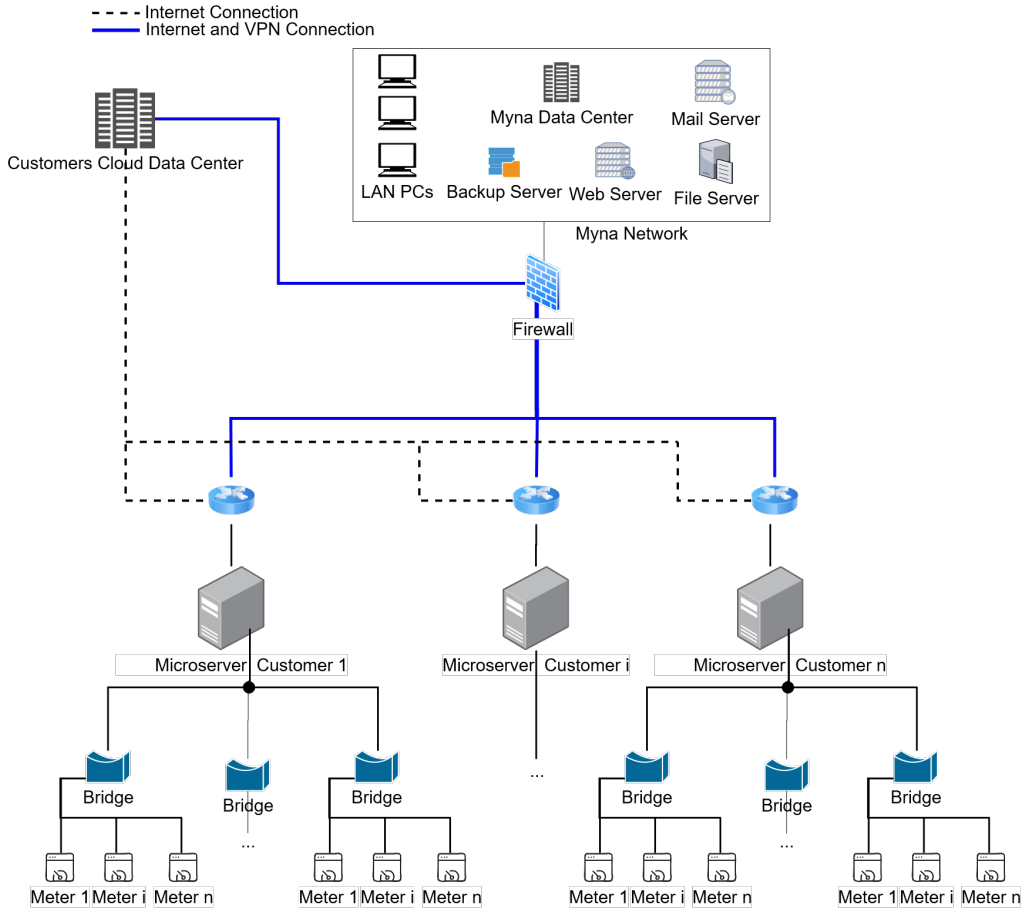 Internet Connection
Internet and VPN Connection
Myna Data Center
Mail Server
Customers Cloud Data Center
LAN PCs
Backup Server
Web Server
File Server
Myna Network
Firewall
Microserver Customer 1
Microserver Customer i
Microserver Customer n
...
Bridge
Bridge
Bridge
Bridge
Bridge
Bridge
...
...
Meter 1
Meter i
Meter n
Meter 1
Meter i
Meter n
Meter 1
Meter i
Meter n
Meter 1
Meter i
Meter n